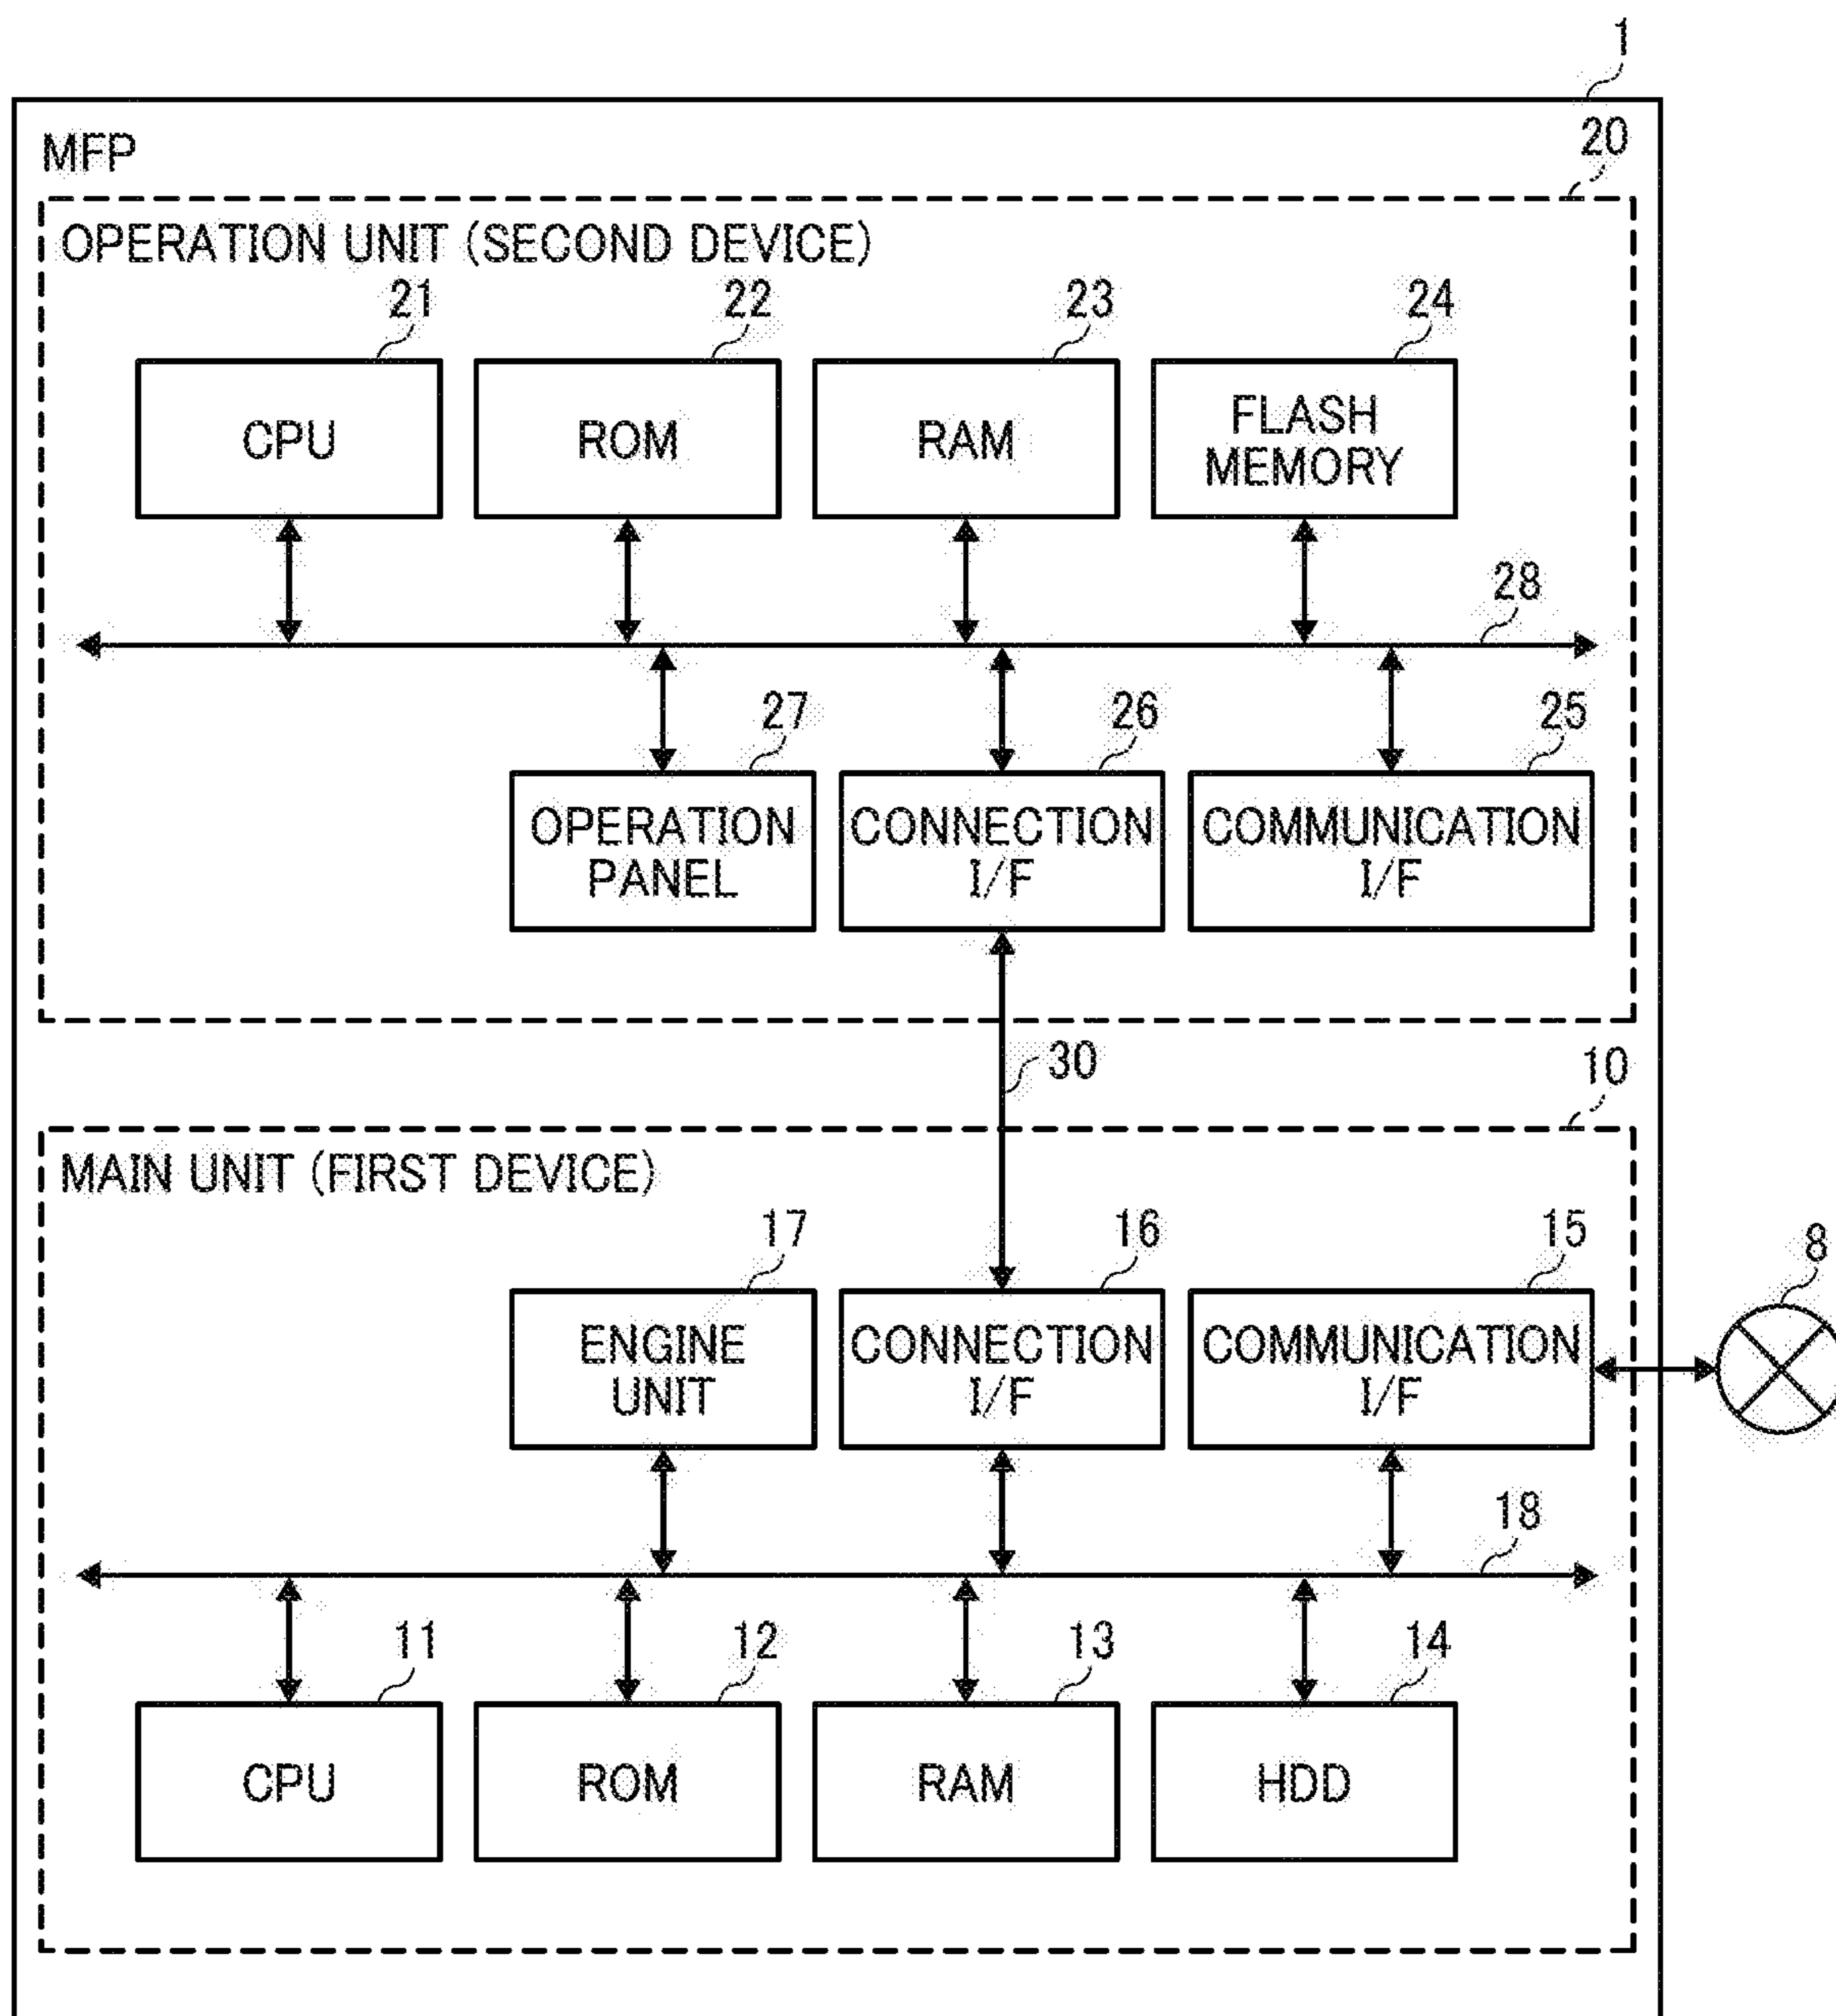 1
MFP
20
OPERATION UNIT (SECOND DEVICE)
21 22 23 24
CPU ROM RAM FLASH
MEMORY
28
27 26 25
OPERATION CONNECTION COMMUNICATION
PANEL I/F I/F
30
10
MAIN UNIT (FIRST DEVICE)
17 16 15
8
ENGINE CONNECTION COMMUNICATION
UNIT I/F I/F
18
11 12 13 14
CPU ROM RAM HDD